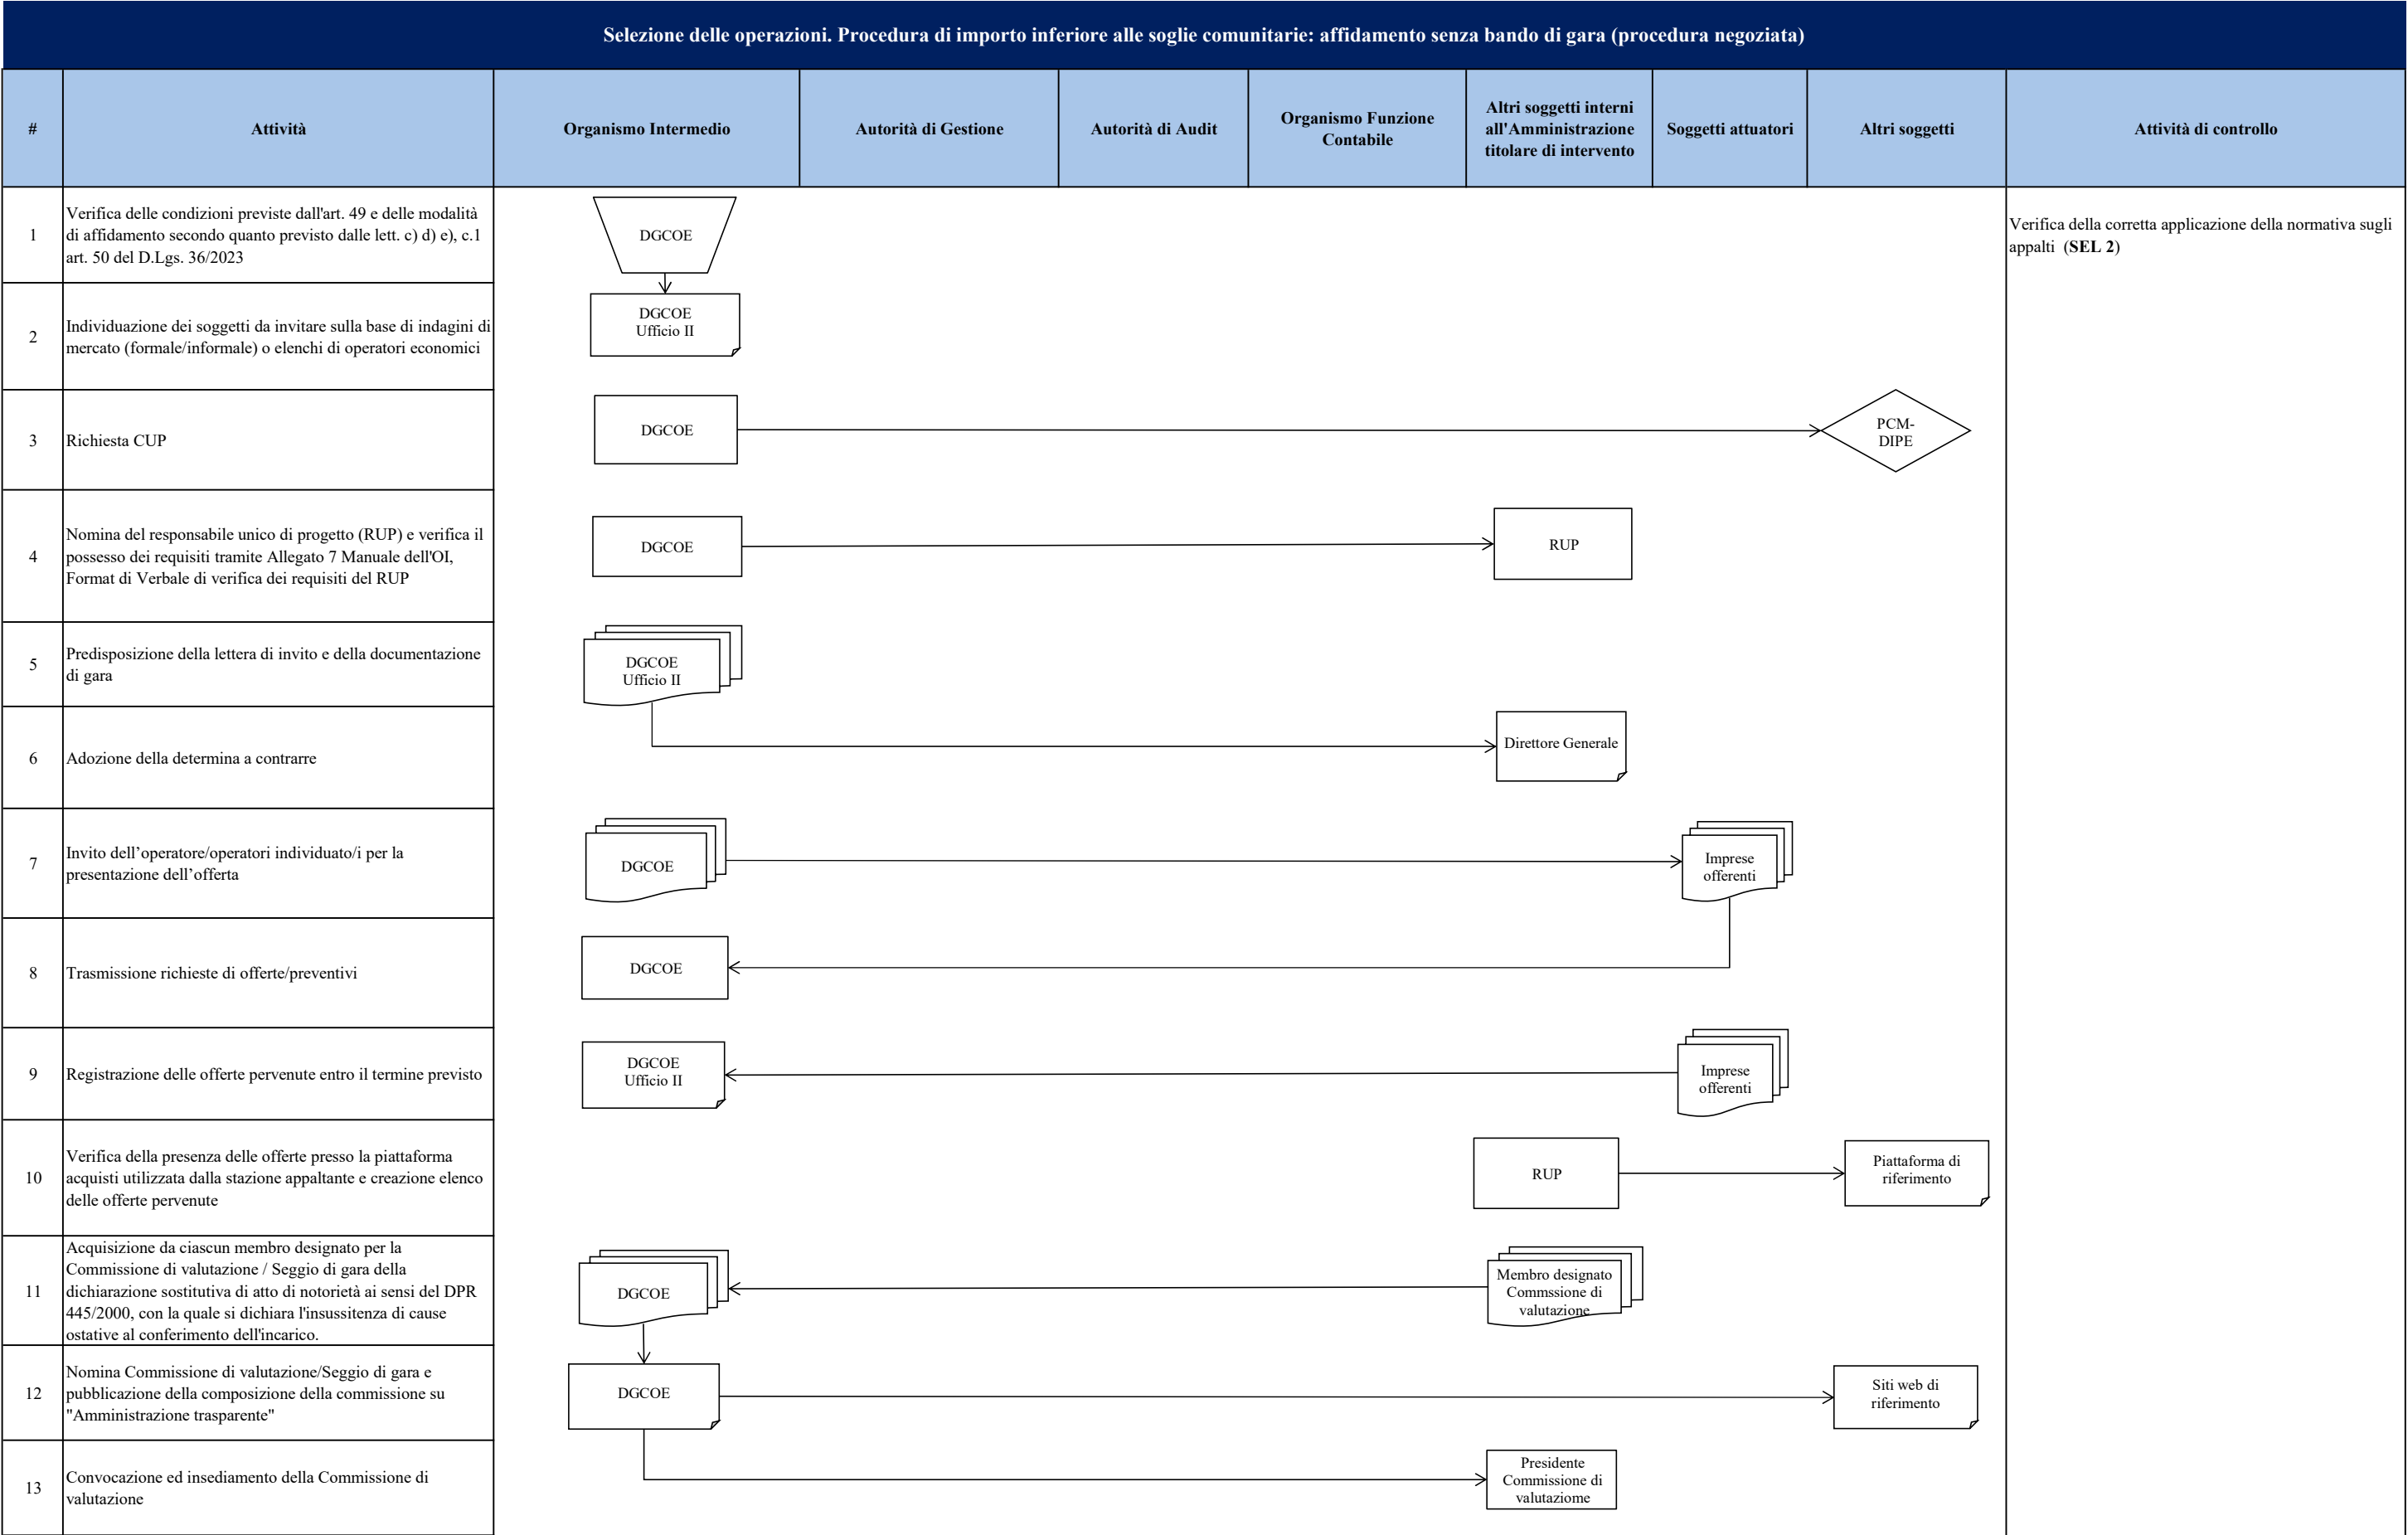 Selezione delle operazioni. Procedura di importo inferiore alle soglie comunitarie: affidamento senza bando di gara (procedura negoziata)
#
Attività
Organismo Intermedio
Autorità di Gestione
Autorità di Audit
Organismo Funzione
Contabile
Altri soggetti interni
all'Amministrazione
titolare di intervento
Soggetti attuatori
Altri soggetti
Attività di controllo
1
Verifica delle condizioni previste dall'art. 49 e delle modalità
di affidamento secondo quanto previsto dalle lett. c) d) e), c.1
art. 50 del D.Lgs. 36/2023
DGCOE
Verifica della corretta applicazione della normativa sugli
appalti (SEL 2)
2
Individuazione dei soggetti da invitare sulla base di indagini di
mercato (formale/informale) o elenchi di operatori economici
DGCOE
Ufficio II
3
Richiesta CUP
DGCOE
PCM-
DIPE
4
Nomina del responsabile unico di progetto (RUP) e verifica il
possesso dei requisiti tramite Allegato 7 Manuale dell'OI,
Format di Verbale di verifica dei requisiti del RUP
DGCOE
RUP
5
Predisposizione della lettera di invito e della documentazione
di gara
DGCOE
Ufficio II
6
Adozione della determina a contrarre
Direttore Generale
7
Invito dell’operatore/operatori individuato/i per la
presentazione dell’offerta
DGCOE
Imprese
offerenti
8
Trasmissione richieste di offerte/preventivi
DGCOE
9
Registrazione delle offerte pervenute entro il termine previsto
DGCOE
Ufficio II
Imprese
offerenti
10
Verifica della presenza delle offerte presso la piattaforma
acquisti utilizzata dalla stazione appaltante e creazione elenco
delle offerte pervenute
RUP
Piattaforma di
riferimento
11
Acquisizione da ciascun membro designato per la
Commissione di valutazione / Seggio di gara della
dichiarazione sostitutiva di atto di notorietà ai sensi del DPR
445/2000, con la quale si dichiara l'insussitenza di cause
ostative al conferimento dell'incarico.
DGCOE
Membro designato
Commssione di
valutazione
12
Nomina Commissione di valutazione/Seggio di gara e
pubblicazione della composizione della commissione su
"Amministrazione trasparente"
DGCOE
Siti web di
riferimento
13
Convocazione ed insediamento della Commissione di
valutazione
Presidente
Commissione di
valutaziome